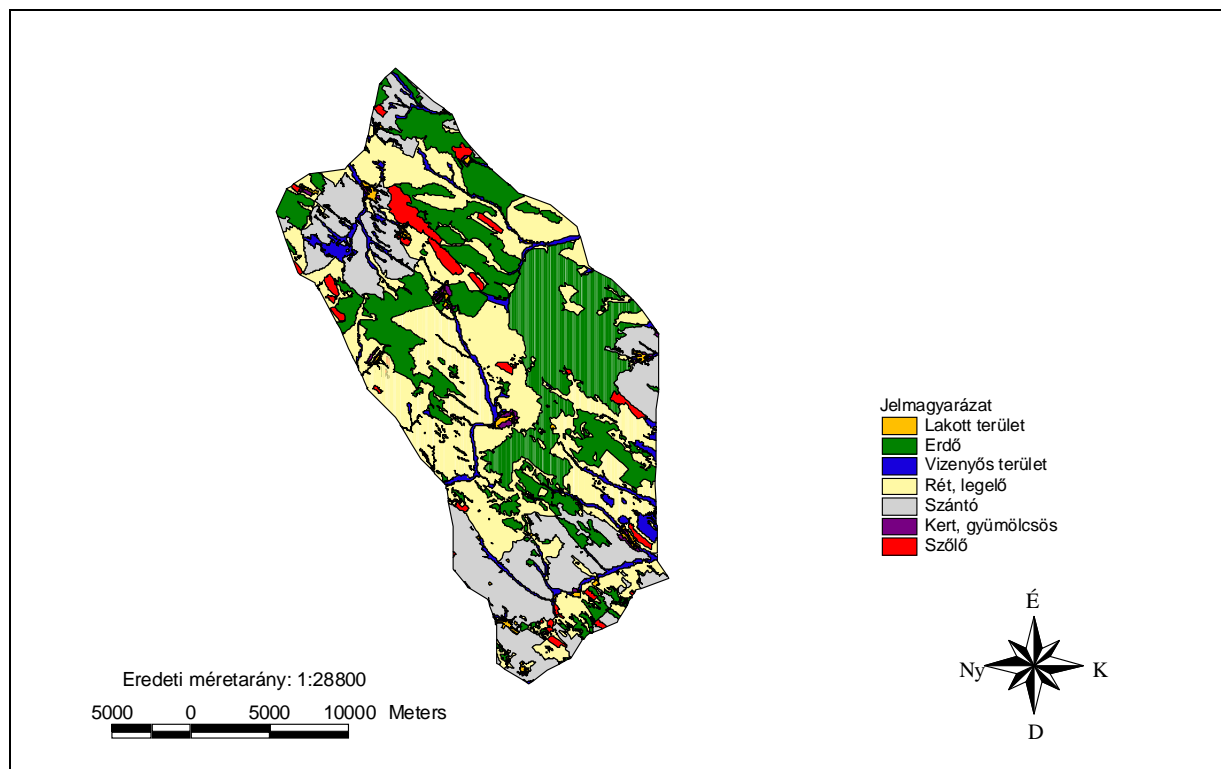 Jelmagyarázat
Lakott terület
Erdő
Vizenyős terület
Rét, legelő
Szántó
Kert, gyümölcsös
Szőlő
É
Ny K
D
Eredeti méretarány: 1:28800
5000 0 5000 10000 Meters